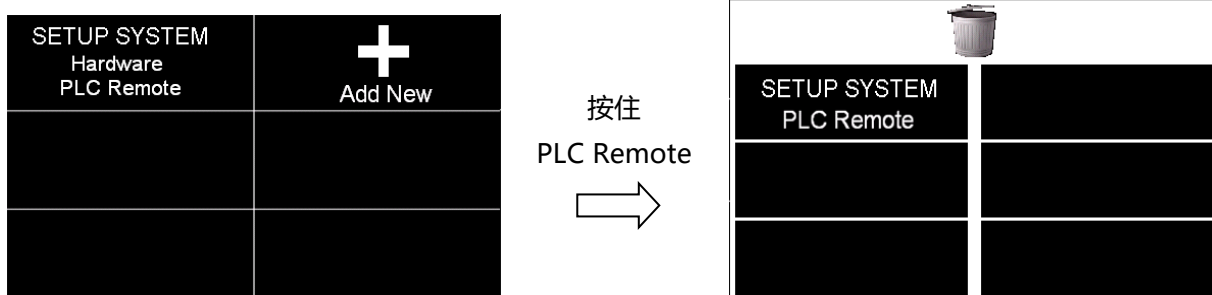 SETUP SYSTEM
Hardware
PLC Remote
Add New
按住
PLC Remote
SETUP SYSTEM
PLC Remote